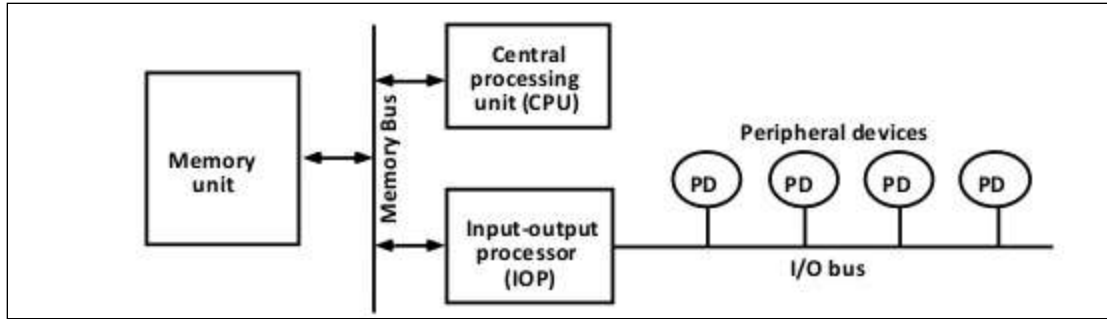 Memory
unit
Memory Bus
Central
processing
unit (CPU)
Input-output
processor
(IOP)
Peripheral devices
PD
PD
PD
PD
I/O bus